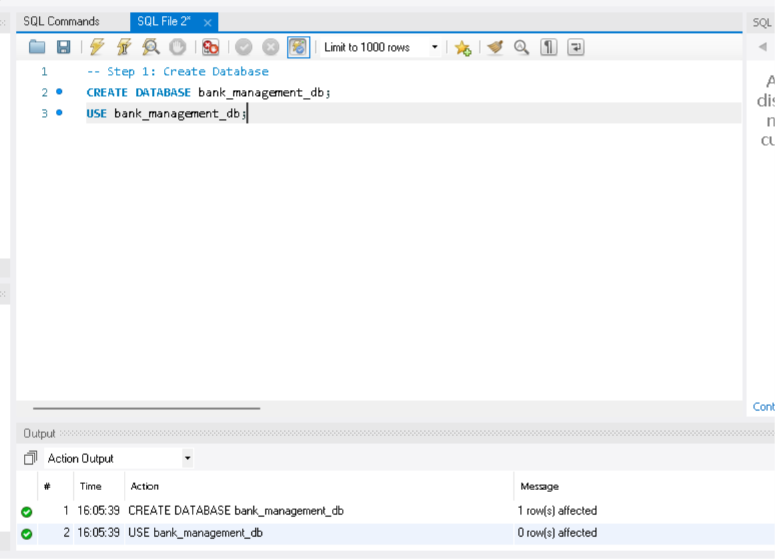 SQL Commands
SQL File 2*
SQL
Limit to 1000 rows
1 -- Step 1: Create Database
2 CREATE DATABASE bank_management_db;
3 USE bank_management_db;
Cont
Output
Action Output
# Time Action Message
1 16:05:39 CREATE DATABASE bank_management_db 1 row(s) affected
2 16:05:39 USE bank_management_db 0 row(s) affected